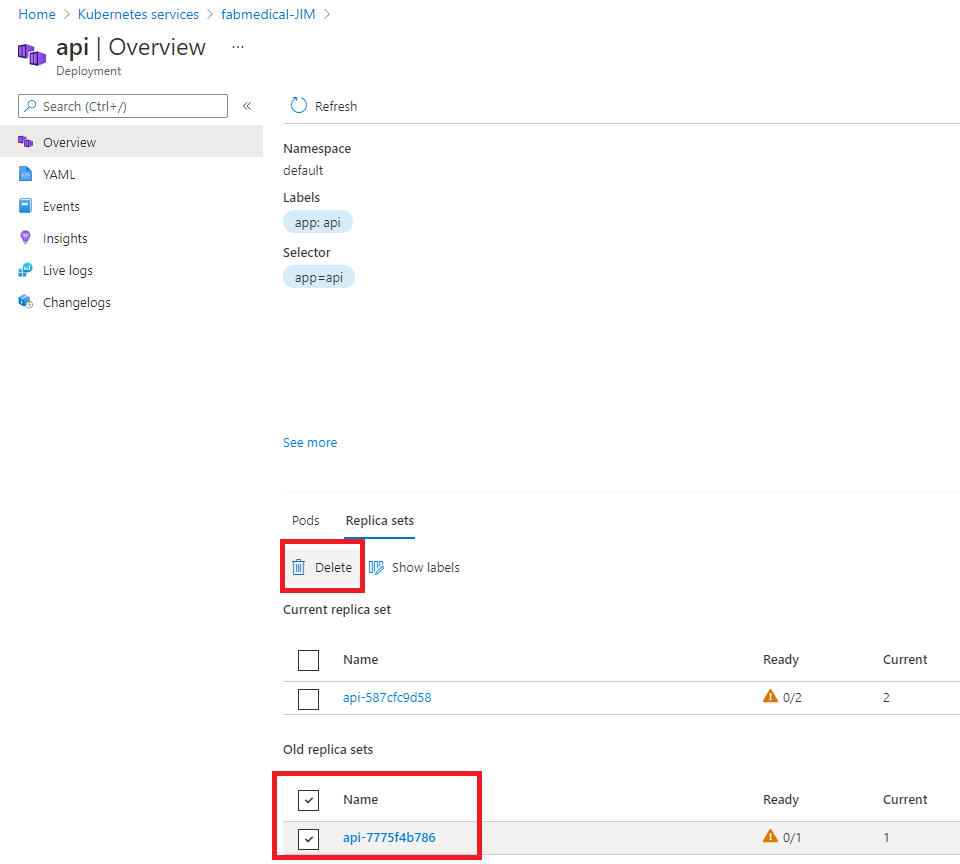 Home > Kubernetes services > fabmedical-JIM >
api | Overview ...
Deployment
Search (Ctrl+/) «
Overview
YAML
Events
Insights
Live logs
Changelogs
Refresh
Namespace
default
Labels
app: api
Selector
app=api
See more
Pods Replica sets
Delete Show labels
Current replica set
Name Ready Current
api-587cfc9d58 0/2 2
Old replica sets
Name Ready Current
api-7775f4b786 0/1 1